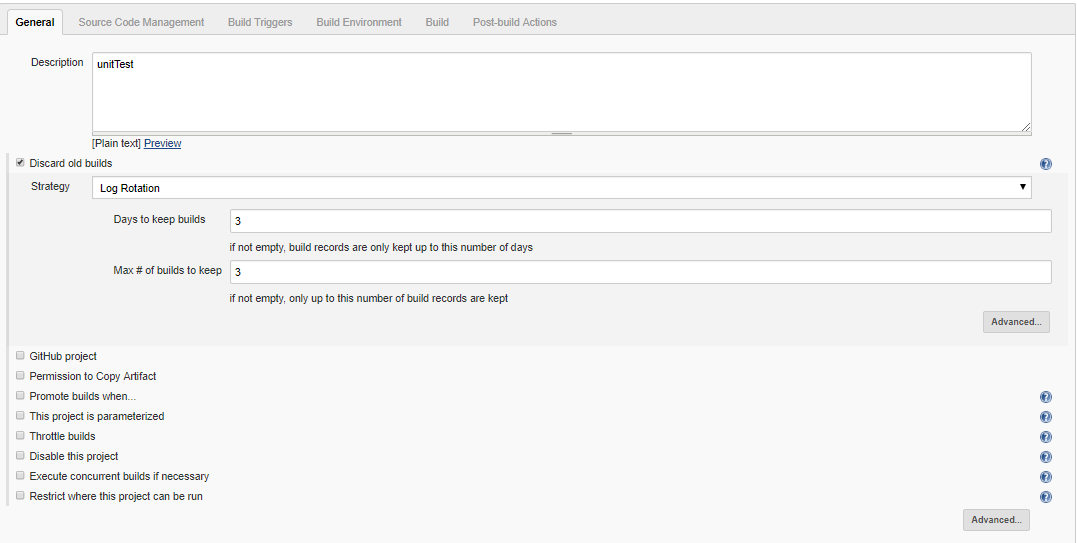 General Source Code Management Build Triggers Build Environment Build Post-build Actions
Description unitTest
[Plain text] Preview
Discard old builds
Strategy Log Rotation
Days to keep builds 3
if not empty, build records are only kept up to this number of days
Max # of builds to keep 3
if not empty, only up to this number of build records are kept
Advanced...
GitHub project
Permission to Copy Artifact
Promote builds when...
This project is parameterized
Throttle builds
Disable this project
Execute concurrent builds if necessary
Restrict where this project can be run
Advanced...